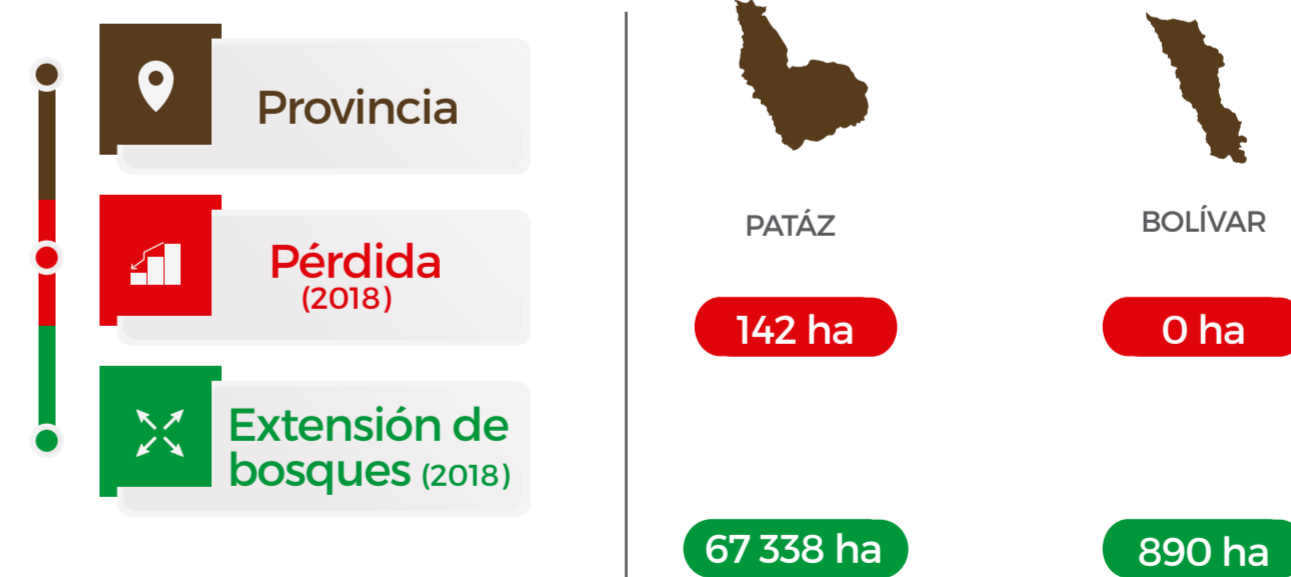 Provincia
Pérdida
(2018)
Extensión de
bosques (2018)
PATÁZ
BOLÍVAR
142 ha
0 ha
67 338 ha
890 ha